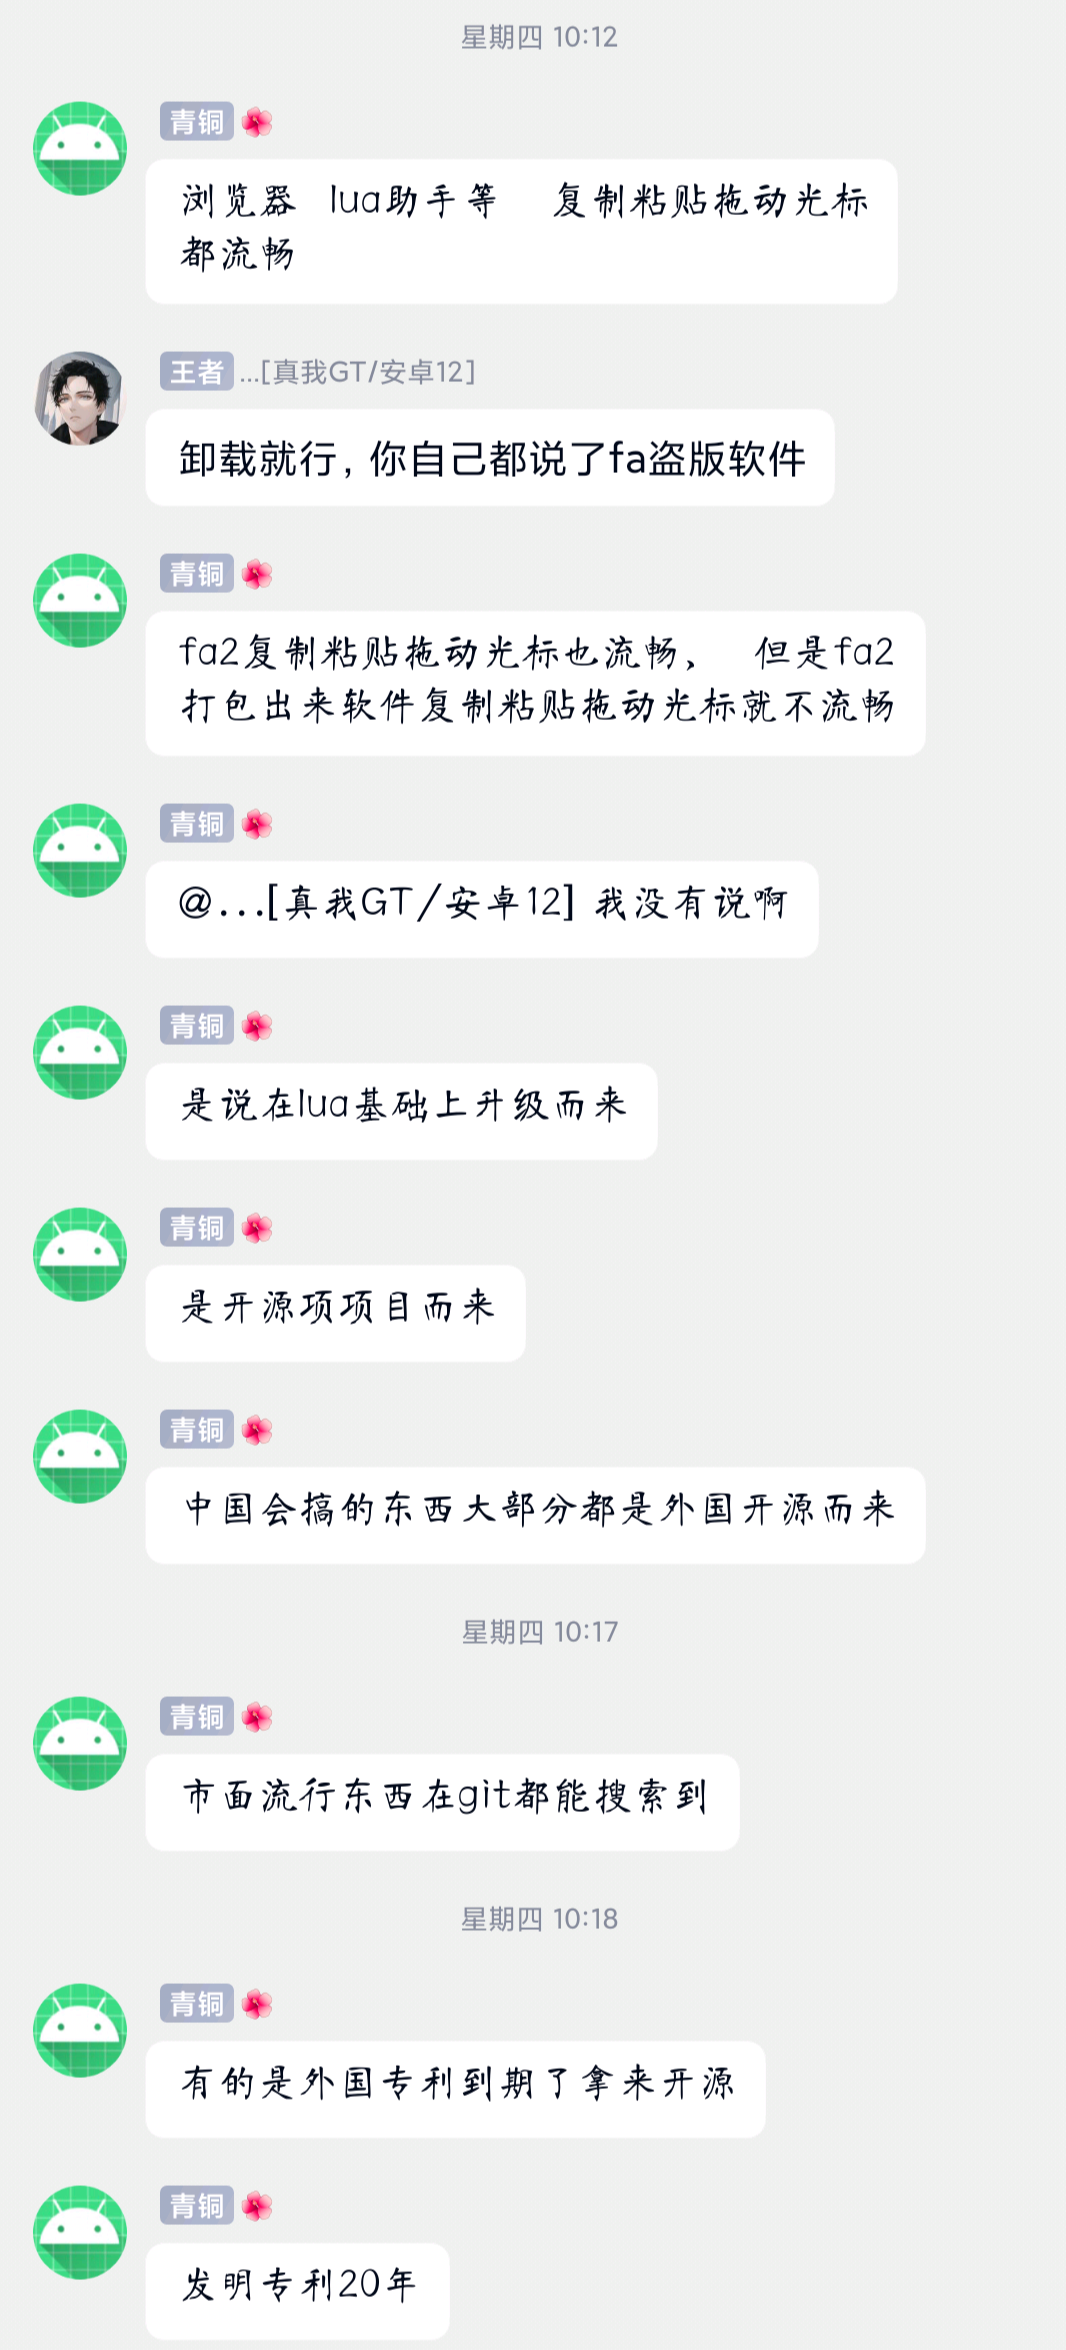 星期四 10:12
青铜
浏览器 lua助手等 复制粘贴拖动光标
都流畅
王者 ...[真我GT/安卓12]
卸载就行，你自己都说了fa盗版软件
青铜
fa2复制粘贴拖动光标也流畅、 但是fa2
打包出来软件复制粘贴拖动光标就不流畅
青铜
@...[真我GT/安卓12] 我没有说啊
青铜
是说在lua基础上升级而来
青铜
是开源项项目而来
青铜
中国会搞的东西大部分都是外国开源而来
星期四 10:17
青铜
市面流行东西在git都能搜索到
星期四 10:18
青铜
有的是外国专利到期了拿来开源
青铜
发明专利20年